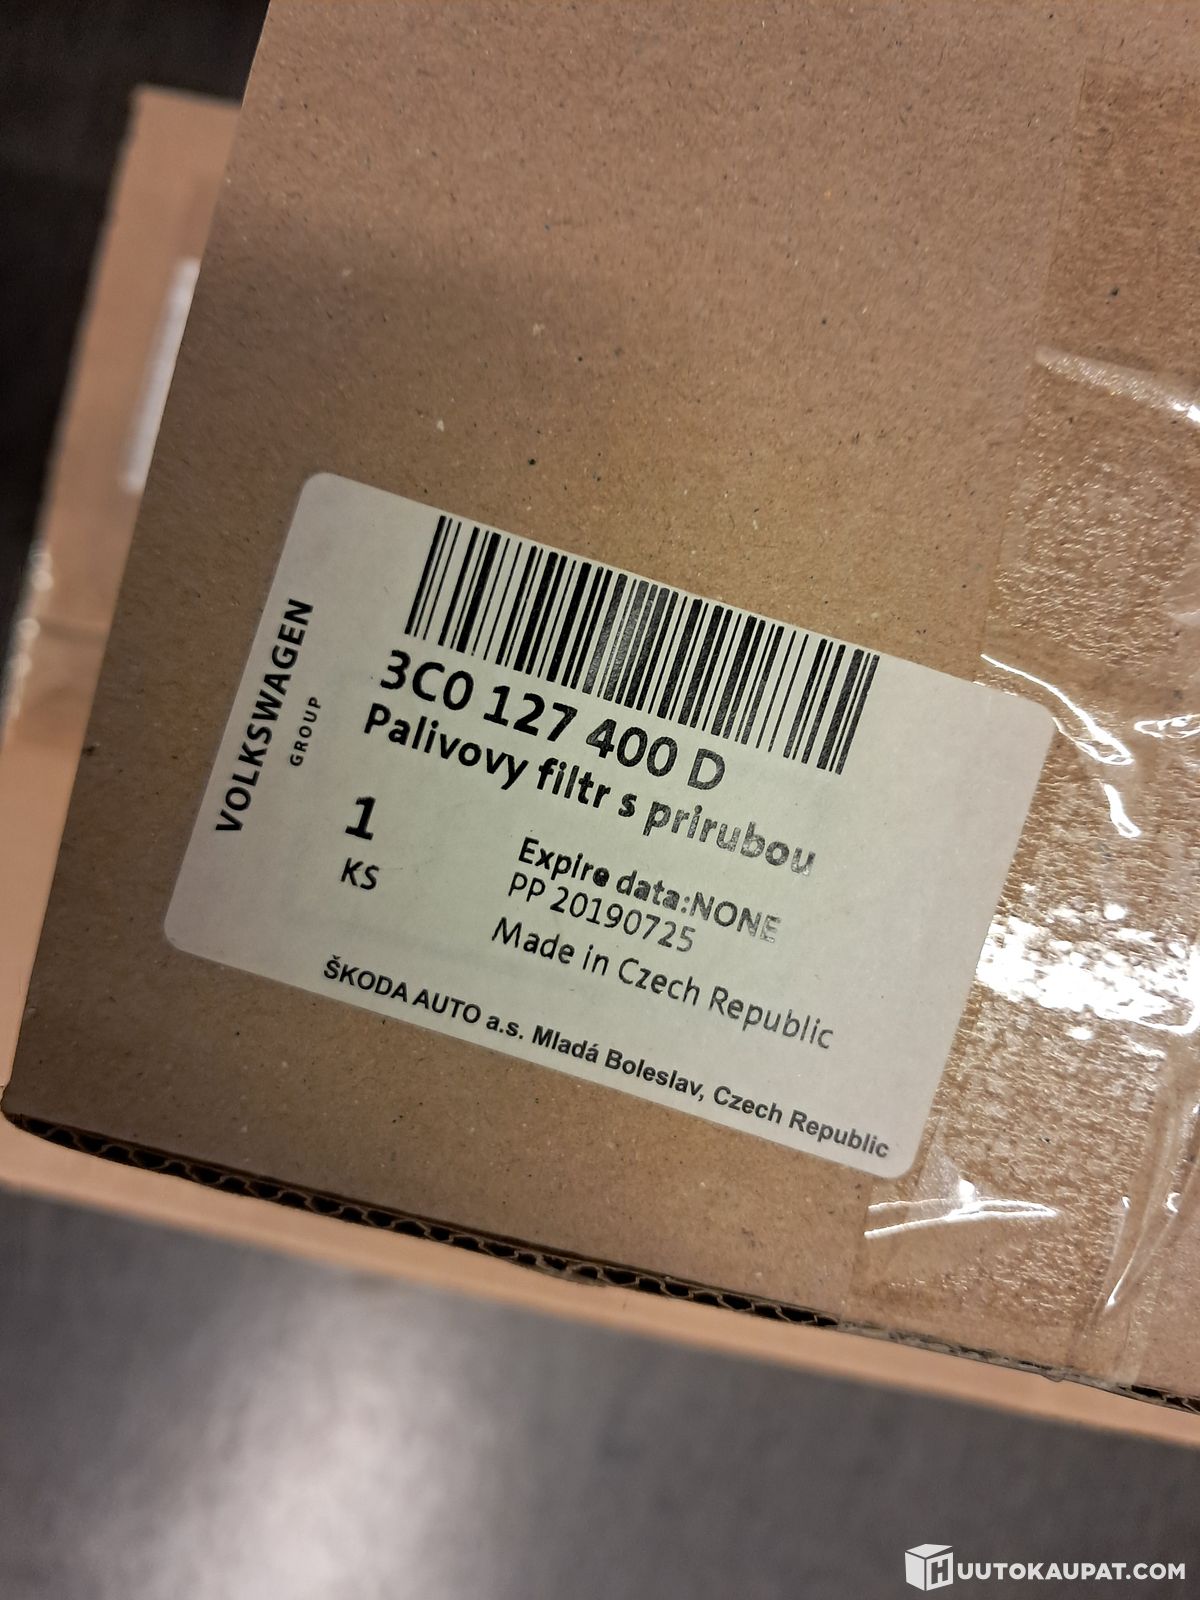 VOLKSWAGEN
GROUP
3C0 127 400 D
Palivovy filtr s prirubou
1
KS
Expire data:NONE
PP 20190725
Made in Czech Republic
ŠKODA AUTO a.s. Mladá Boleslav, Czech Republic
HUUTOKAUPAT.COM